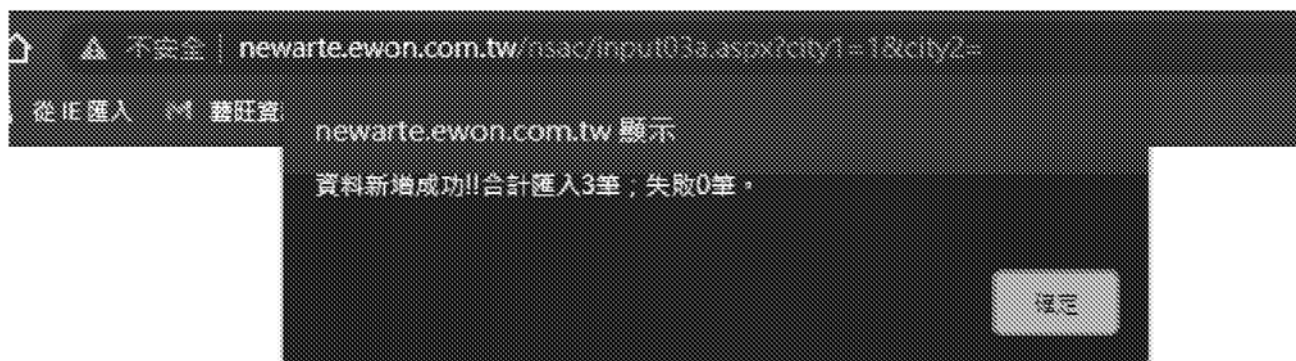 不安全 | newarte.ewon.com.tw/nsac/input03a.aspx?city1=1&city2=
從 IE 匯入 藝旺資
newarte.ewon.com.tw 顯示
資料新增成功!!合計匯入3筆；失敗0筆。
確定